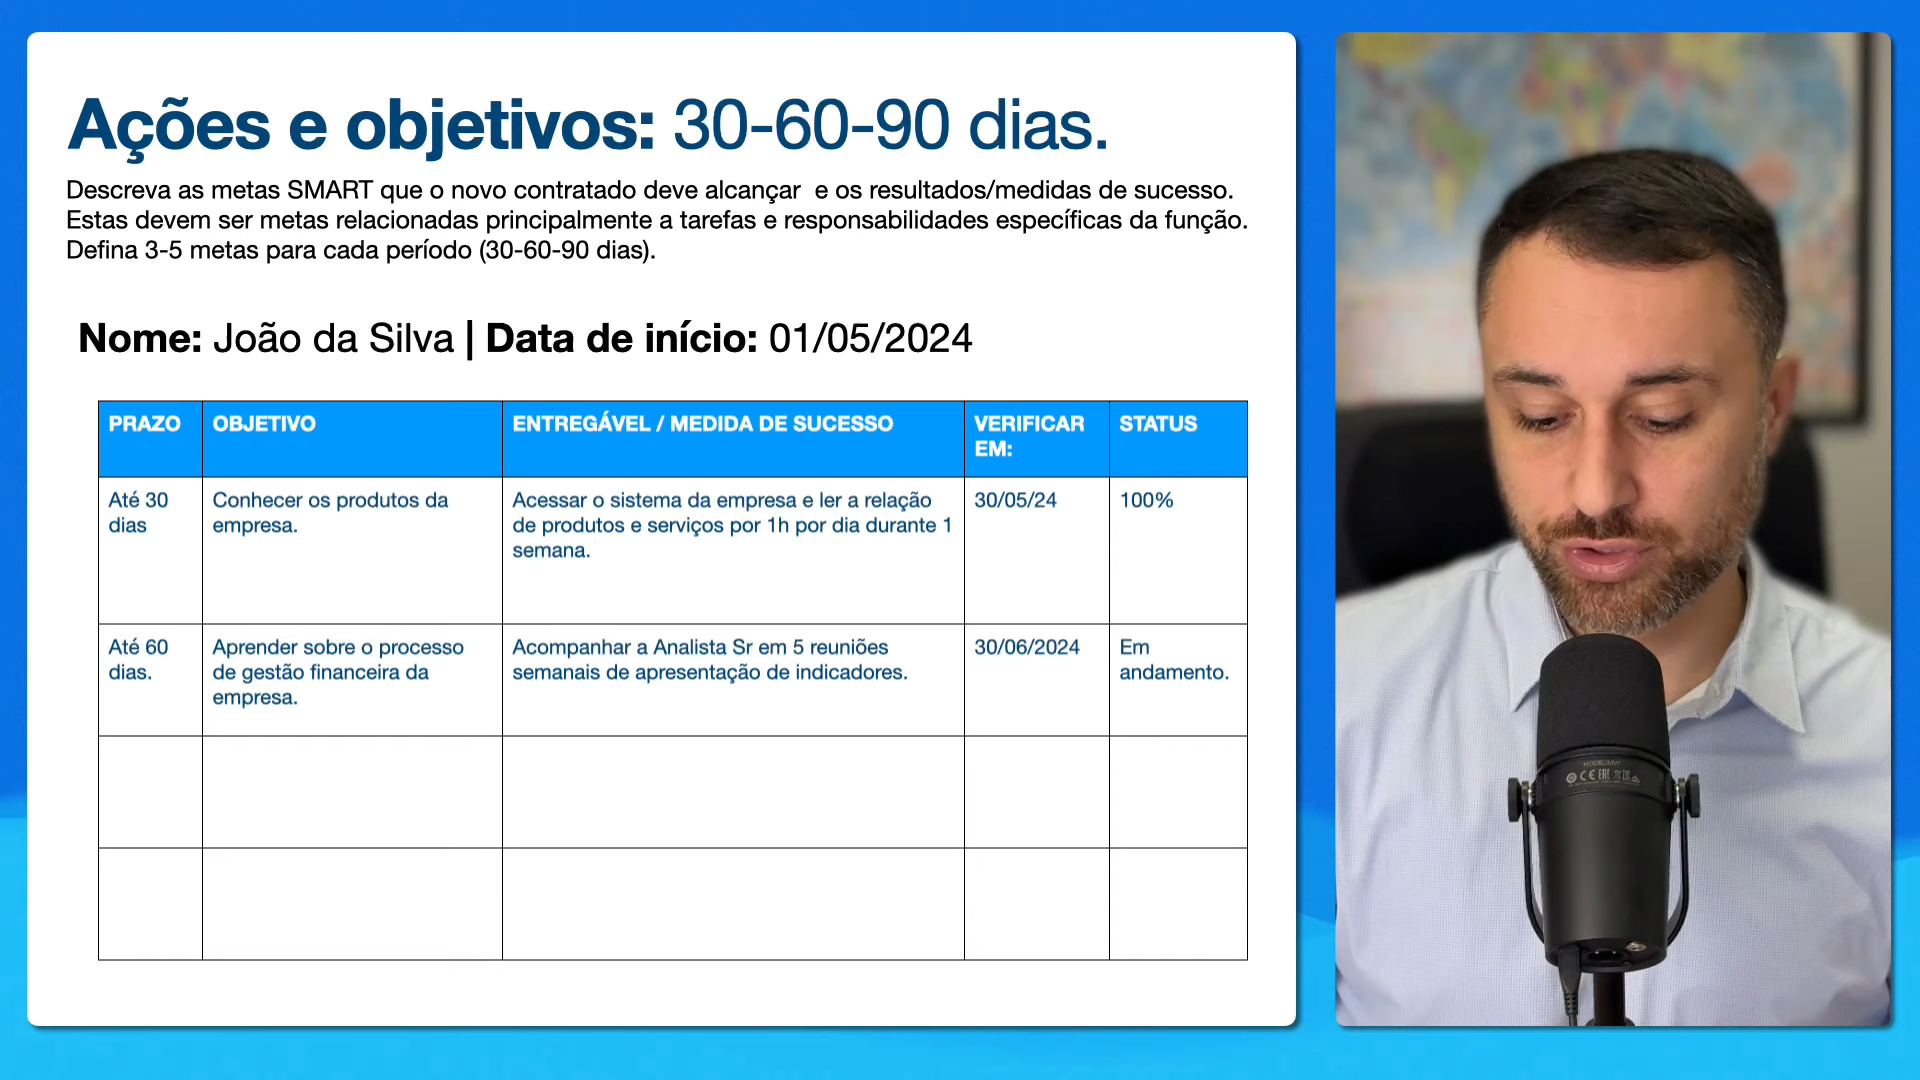 Ações e objetivos: 30-60-90 dias.
Descreva as metas SMART que o novo contratado deve alcançar  e os resultados/medidas de sucesso.
Estas devem ser metas relacionadas principalmente a tarefas e responsabilidades específicas da função.
Defina 3-5 metas para cada período (30-60-90 dias).
Nome: João da Silva | Data de início: 01/05/2024
PRAZO
OBJETIVO
ENTREGÁVEL / MEDIDA DE SUCESSO
VERIFICAR
EM:
STATUS
Até 30
dias
Conhecer os produtos da
empresa.
Acessar o sistema da empresa e ler a relação
de produtos e serviços por 1h por dia durante 1
semana.
30/05/24
100%
Até 60
dias.
Aprender sobre o processo
de gestão financeira da
empresa.
Acompanhar a Analista Sr em 5 reuniões
semanais de apresentação de indicadores.
30/06/2024
Em
andamento.